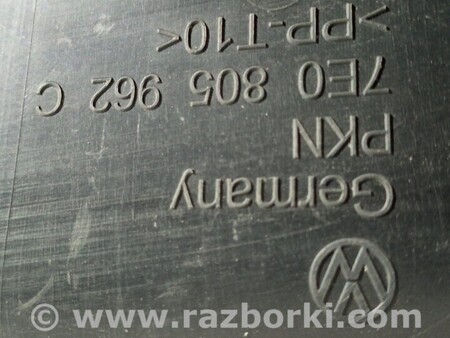 Germany
PKN
7E0 805 962 C
>PP-T10<
© www.razborki.com